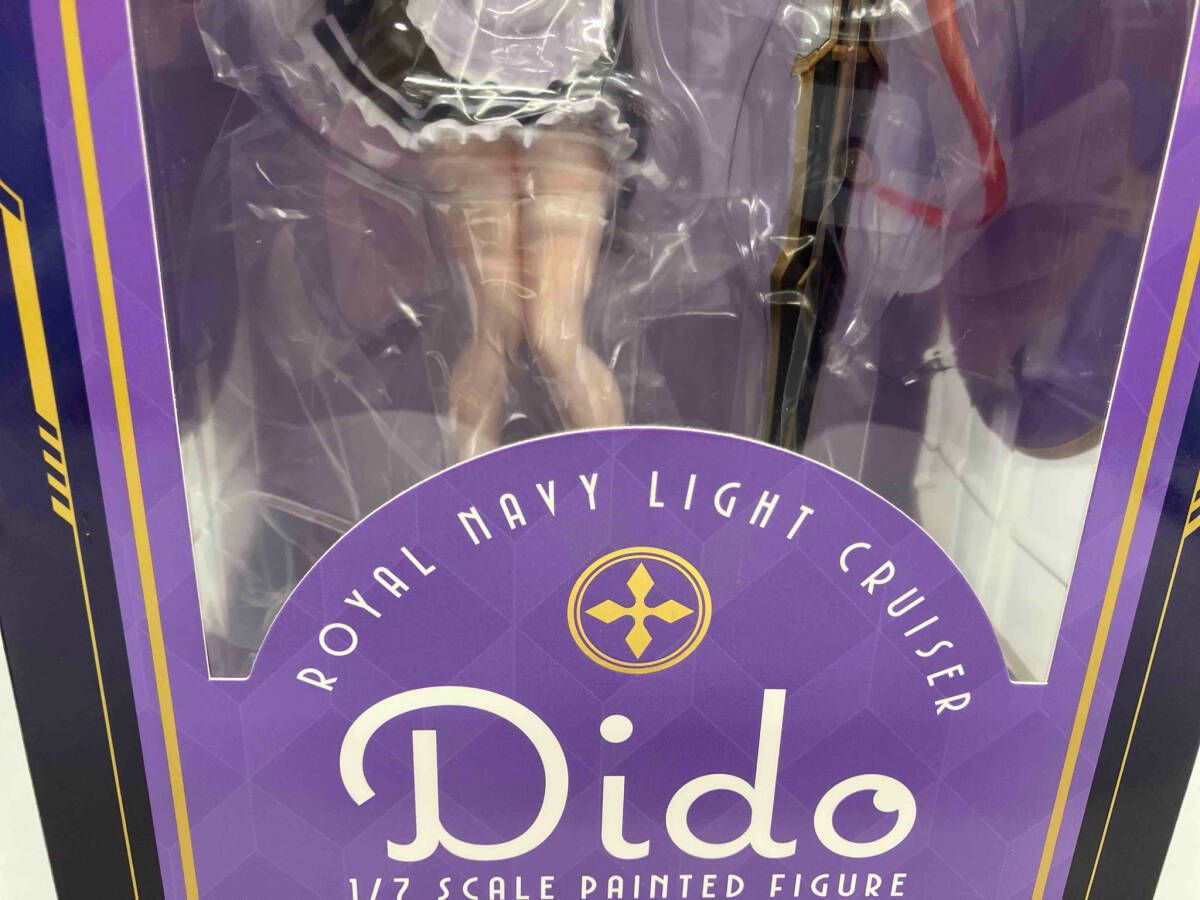 ROYAL NAVY LIGHT CRUISER
Dido
1/7 SCALE PAINTED FIGURE